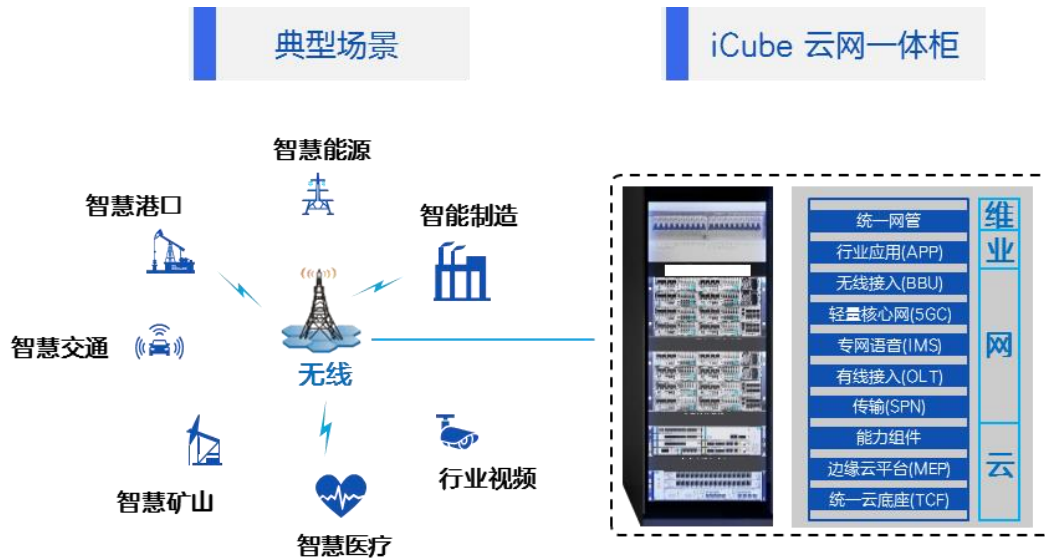 典型场景
iCube 云网一体柜
智慧能源
智慧港口
智能制造
智慧交通
无线
智慧矿山
行业视频
智慧医疗
统一网管
行业应用(APP)
无线接入(BBU)
轻量核心网(5GC)
专网语音(IMS)
有线接入(OLT)
传输(SPN)
能力组件
边缘云平台(MEP)
统一云底座(TCF)
维
业
网
云